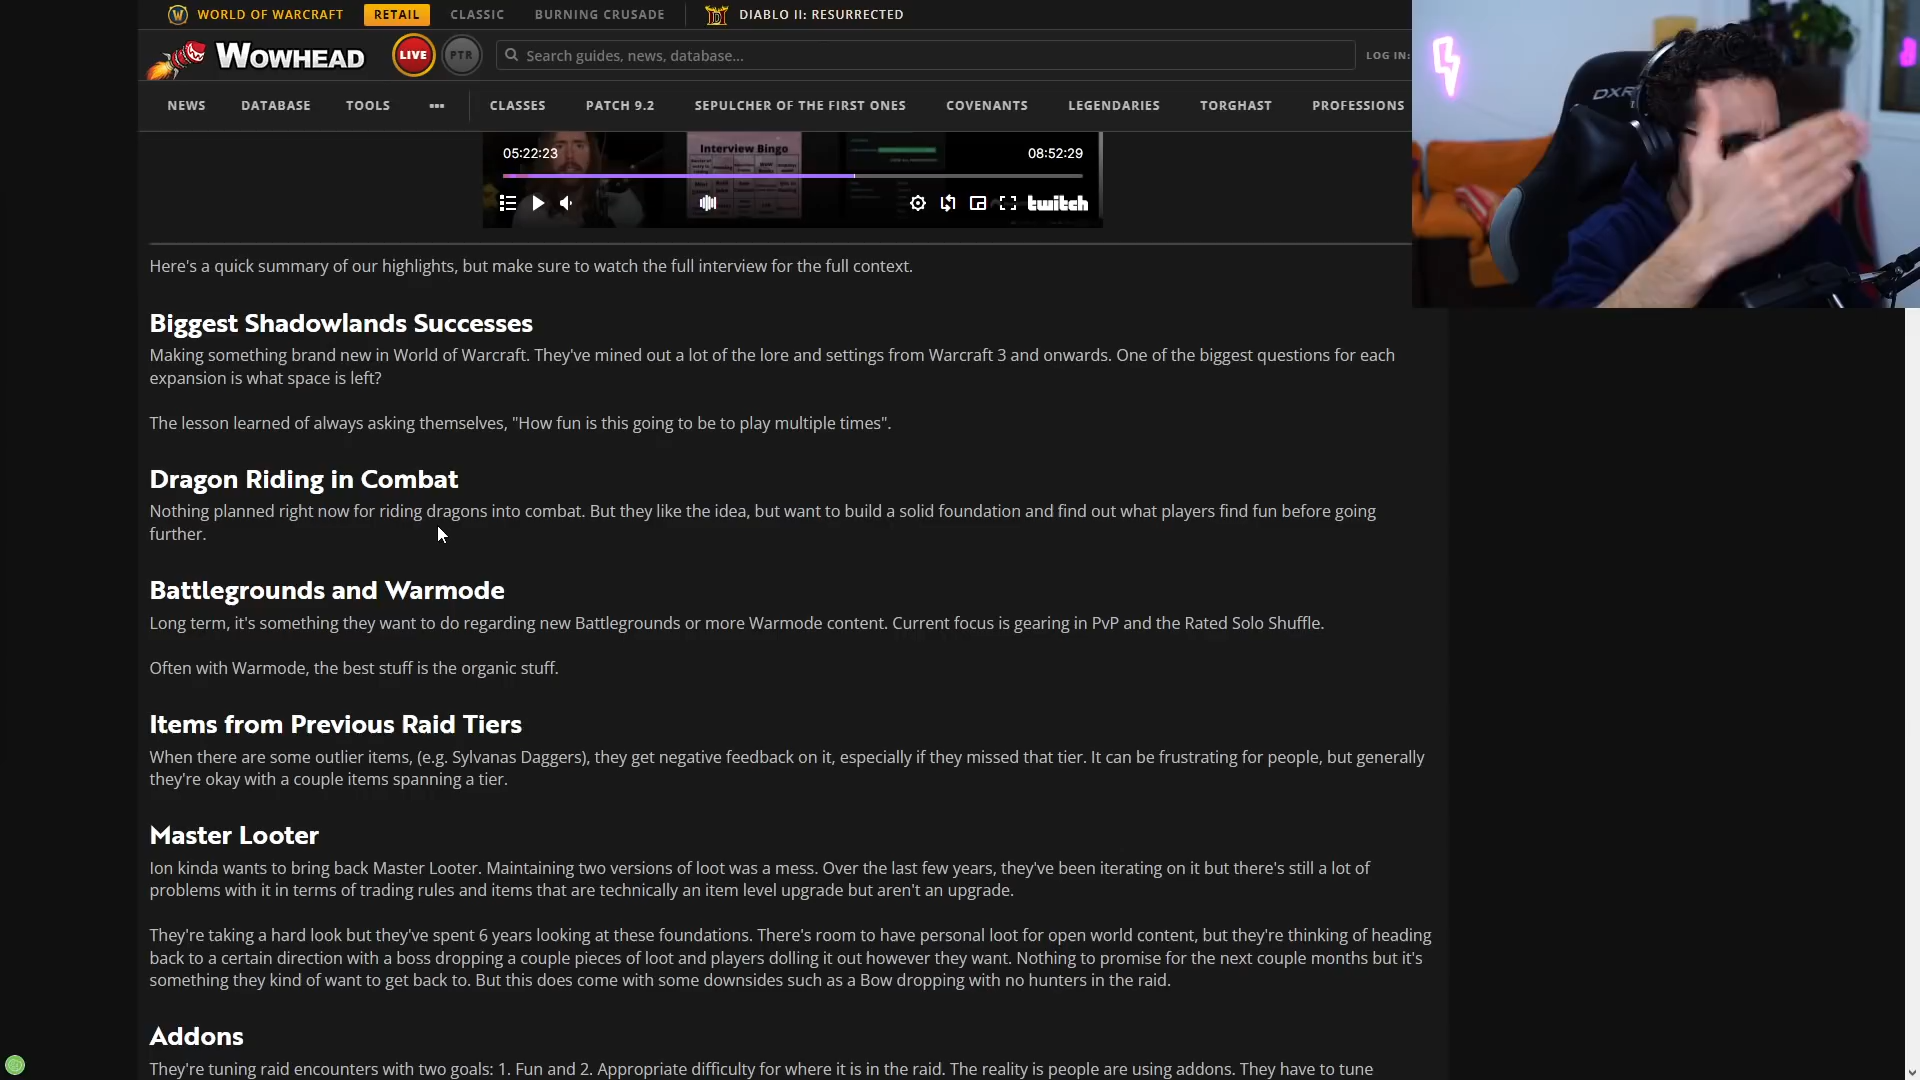 WORLD OF WARCRAFT RETAIL CLASSIC BURNING CRUSADE DIABLO II: RESURRECTED
WOWHEAD LIVE PTR Search guides, news, database... LOG IN:
NEWS DATABASE TOOLS ••• CLASSES PATCH 9.2 SEPULCHER OF THE FIRST ONES COVENANTS LEGENDARIES TORGHAST PROFESSIONS
DXR
Interview Bingo
05:22:23 08:52:29
twitch
Here's a quick summary of our highlights, but make sure to watch the full interview for the full context.
Biggest Shadowlands Successes
Making something brand new in World of Warcraft. They've mined out a lot of the lore and settings from Warcraft 3 and onwards. One of the biggest questions for each
expansion is what space is left?
The lesson learned of always asking themselves, "How fun is this going to be to play multiple times".
Dragon Riding in Combat
Nothing planned right now for riding dragons into combat. But they like the idea, but want to build a solid foundation and find out what players find fun before going
further.
Battlegrounds and Warmode
Long term, it's something they want to do regarding new Battlegrounds or more Warmode content. Current focus is gearing in PvP and the Rated Solo Shuffle.
Often with Warmode, the best stuff is the organic stuff.
Items from Previous Raid Tiers
When there are some outlier items, (e.g. Sylvanas Daggers), they get negative feedback on it, especially if they missed that tier. It can be frustrating for people, but generally
they're okay with a couple items spanning a tier.
Master Looter
Ion kinda wants to bring back Master Looter. Maintaining two versions of loot was a mess. Over the last few years, they've been iterating on it but there's still a lot of
problems with it in terms of trading rules and items that are technically an item level upgrade but aren't an upgrade.
They're taking a hard look but they've spent 6 years looking at these foundations. There's room to have personal loot for open world content, but they're thinking of heading
back to a certain direction with a boss dropping a couple pieces of loot and players dolling it out however they want. Nothing to promise for the next couple months but it's
something they kind of want to get back to. But this does come with some downsides such as a Bow dropping with no hunters in the raid.
Addons
They're tuning raid encounters with two goals: 1. Fun and 2. Appropriate difficulty for where it is in the raid. The reality is people are using addons. They have to tune